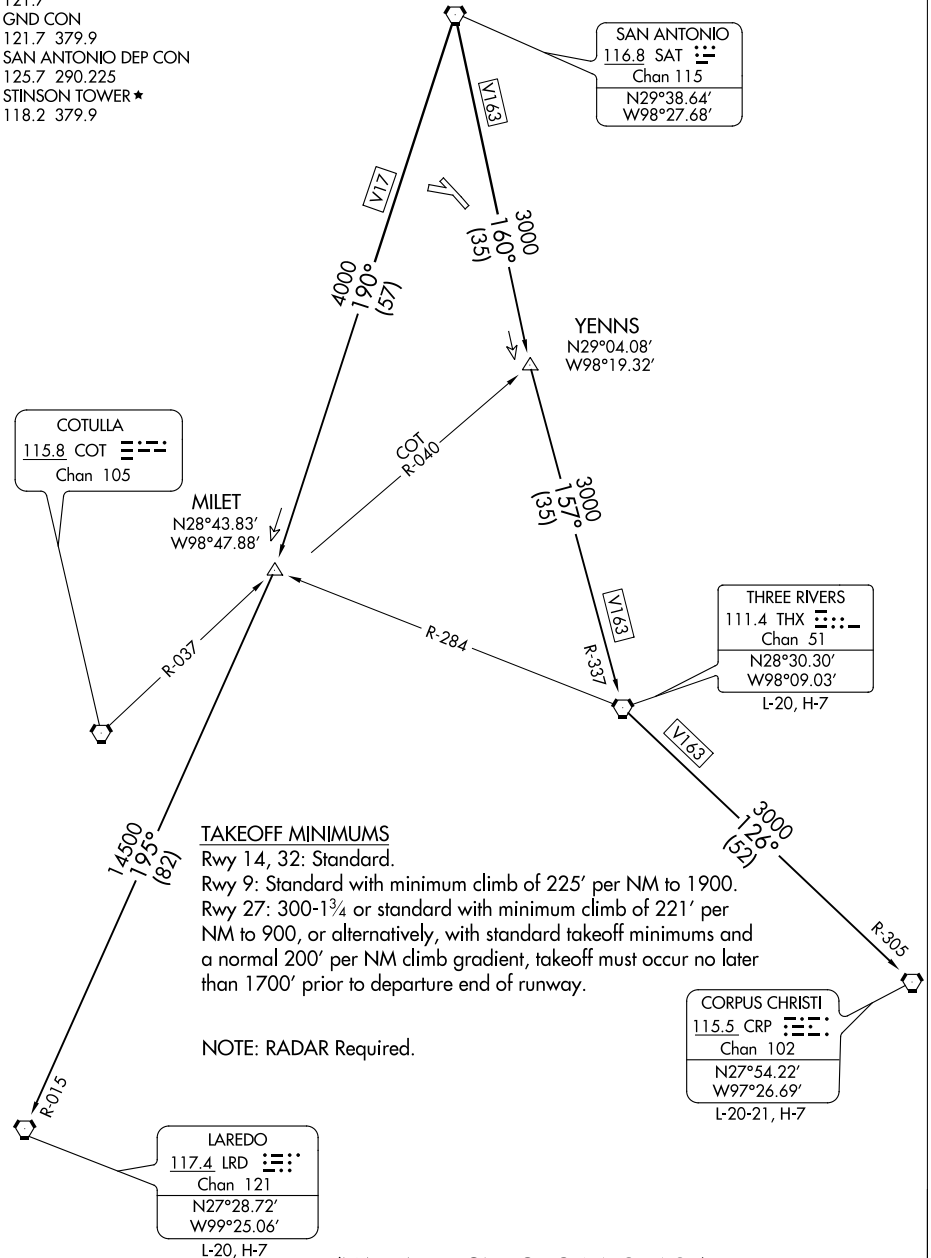 121.7
GND CON
121.7 379.9
SAN ANTONIO DEP CON
125.7 290.225
STINSON TOWER★
118.2 379.9
SAN ANTONIO
116.8 SAT
Chan 115
N29°38.64′
W98°27.68′
V163
V17
3000
160°
(35)
4000
190°
(57)
YENNS
N29°04.08′
W98°19.32′
COTULLA
115.8 COT
Chan 105
COT
R-040
MILET
N28°43.83′
W98°47.88′
3000
157°
(35)
R-037
R-284
V163
R-337
THREE RIVERS
111.4 THX
Chan 51
N28°30.30′
W98°09.03′
L-20, H-7
V163
3000
126°
(52)
R-305
14500
195°
(82)
TAKEOFF MINIMUMS
Rwy 14, 32: Standard.
Rwy 9: Standard with minimum climb of 225′ per NM to 1900.
Rwy 27: 300-1¾ or standard with minimum climb of 221′ per
NM to 900, or alternatively, with standard takeoff minimums and
a normal 200′ per NM climb gradient, takeoff must occur no later
than 1700′ prior to departure end of runway.
NOTE: RADAR Required.
CORPUS CHRISTI
115.5 CRP
Chan 102
N27°54.22′
W97°26.69′
L-20-21, H-7
R-015
LAREDO
117.4 LRD
Chan 121
N27°28.72′
W99°25.06′
L-20, H-7